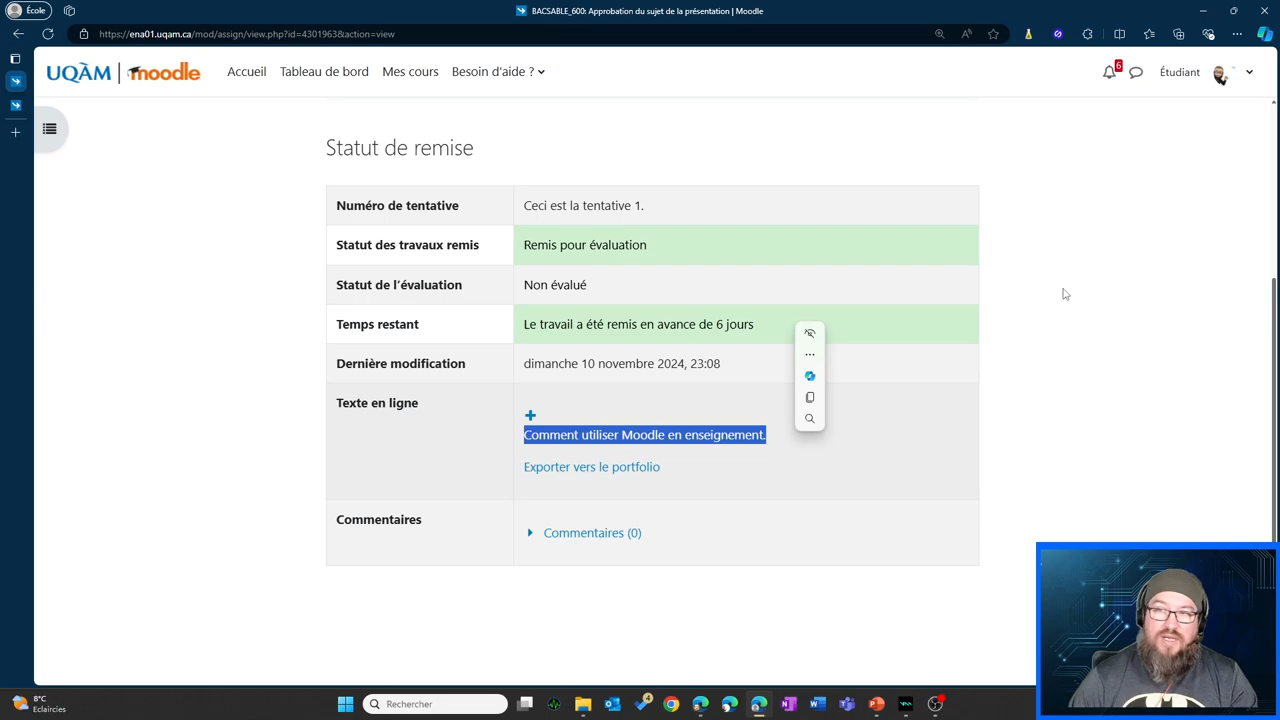 École
BACSABLE_600: Approbation du sujet de la présentation | Moodle
https://ena01.uqam.ca/mod/assign/view.php?id=4301963&action=view
UQÀM | moodle
Accueil
Tableau de bord
Mes cours
Besoin d'aide ?
6
Étudiant
Statut de remise
Numéro de tentative
Ceci est la tentative 1.
Statut des travaux remis
Remis pour évaluation
Statut de l'évaluation
Non évalué
Temps restant
Le travail a été remis en avance de 6 jours
Dernière modification
dimanche 10 novembre 2024, 23:08
Texte en ligne
Comment utiliser Moodle en enseignement.
Exporter vers le portfolio
Commentaires
Commentaires (0)
8°C
Eclaircies
Rechercher
4